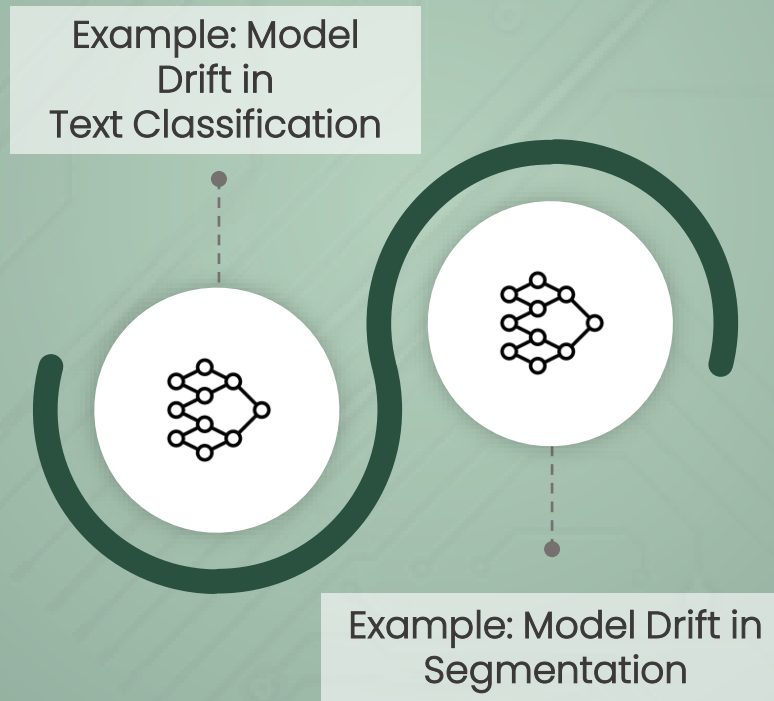 Example: Model
Drift in
Text Classification
Example: Model Drift in
Segmentation